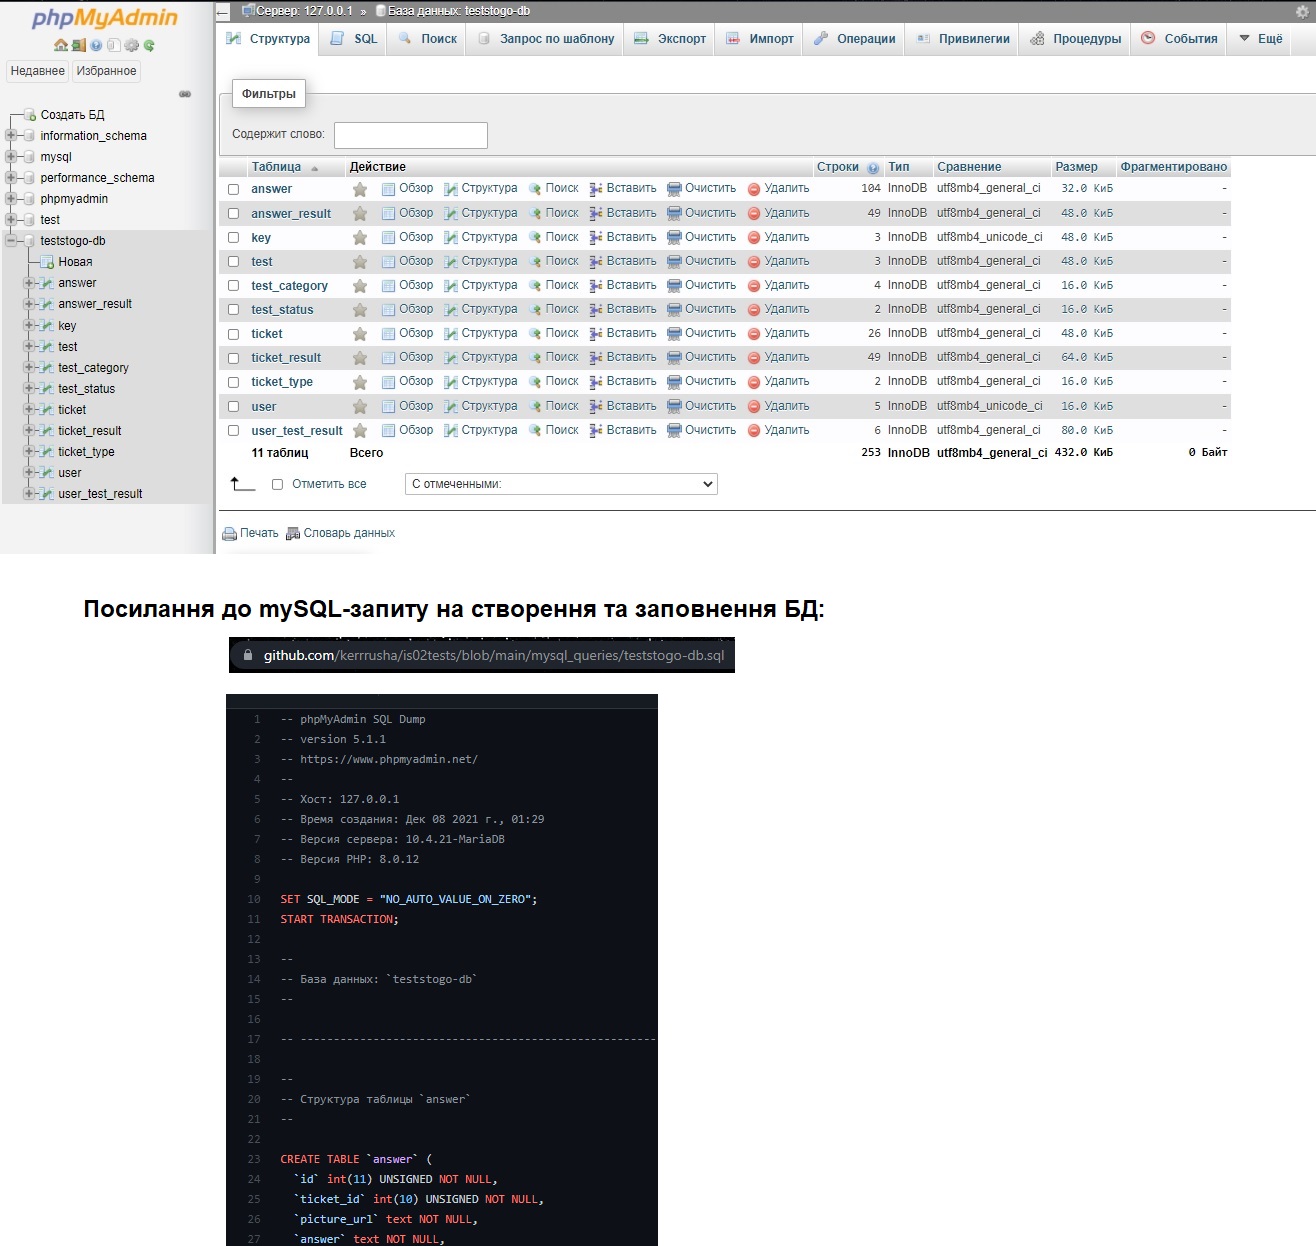 phpMyAdmin
Недавнее Избранное
Создать БД
information_schema
mysql
performance_schema
phpmyadmin
test
teststogo-db
Новая
answer
answer_result
key
test
test_category
test_status
ticket
ticket_result
ticket_type
user
user_test_result
Сервер: 127.0.0.1 » База данных: teststogo-db
Структура SQL Поиск Запрос по шаблону Экспорт Импорт Операции Привилегии Процедуры События Ещё
Фильтры
Содержит слово:
Таблица Действие Строки Тип Сравнение Размер Фрагментировано
answer Обзор Структура Поиск Вставить Очистить Удалить 104 InnoDB utf8mb4_general_ci 32.0 КиБ -
answer_result Обзор Структура Поиск Вставить Очистить Удалить 49 InnoDB utf8mb4_general_ci 48.0 КиБ -
key Обзор Структура Поиск Вставить Очистить Удалить 3 InnoDB utf8mb4_unicode_ci 48.0 КиБ -
test Обзор Структура Поиск Вставить Очистить Удалить 3 InnoDB utf8mb4_general_ci 48.0 КиБ -
test_category Обзор Структура Поиск Вставить Очистить Удалить 4 InnoDB utf8mb4_general_ci 16.0 КиБ -
test_status Обзор Структура Поиск Вставить Очистить Удалить 2 InnoDB utf8mb4_general_ci 16.0 КиБ -
ticket Обзор Структура Поиск Вставить Очистить Удалить 26 InnoDB utf8mb4_general_ci 48.0 КиБ -
ticket_result Обзор Структура Поиск Вставить Очистить Удалить 49 InnoDB utf8mb4_general_ci 64.0 КиБ -
ticket_type Обзор Структура Поиск Вставить Очистить Удалить 2 InnoDB utf8mb4_general_ci 16.0 КиБ -
user Обзор Структура Поиск Вставить Очистить Удалить 5 InnoDB utf8mb4_unicode_ci 16.0 КиБ -
user_test_result Обзор Структура Поиск Вставить Очистить Удалить 6 InnoDB utf8mb4_general_ci 80.0 КиБ -
11 таблиц Всего 253 InnoDB utf8mb4_general_ci 432.0 КиБ 0 Байт
Отметить все С отмеченными:
Печать Словарь данных
Посилання до mySQL-запиту на створення та заповнення БД:
github.com/kerrrusha/is02tests/blob/main/mysql_queries/teststogo-db.sql
1 -- phpMyAdmin SQL Dump
2 -- version 5.1.1
3 -- https://www.phpmyadmin.net/
4 --
5 -- Хост: 127.0.0.1
6 -- Время создания: Дек 08 2021 г., 01:29
7 -- Версия сервера: 10.4.21-MariaDB
8 -- Версия PHP: 8.0.12
9
10 SET SQL_MODE = "NO_AUTO_VALUE_ON_ZERO";
11 START TRANSACTION;
12
13 --
14 -- База данных: `teststogo-db`
15 --
16
17 -- ------------------------------------------------------
18
19 --
20 -- Структура таблицы `answer`
21 --
22
23 CREATE TABLE `answer` (
24 `id` int(11) UNSIGNED NOT NULL,
25 `ticket_id` int(10) UNSIGNED NOT NULL,
26 `picture_url` text NOT NULL,
27 `answer` text NOT NULL,